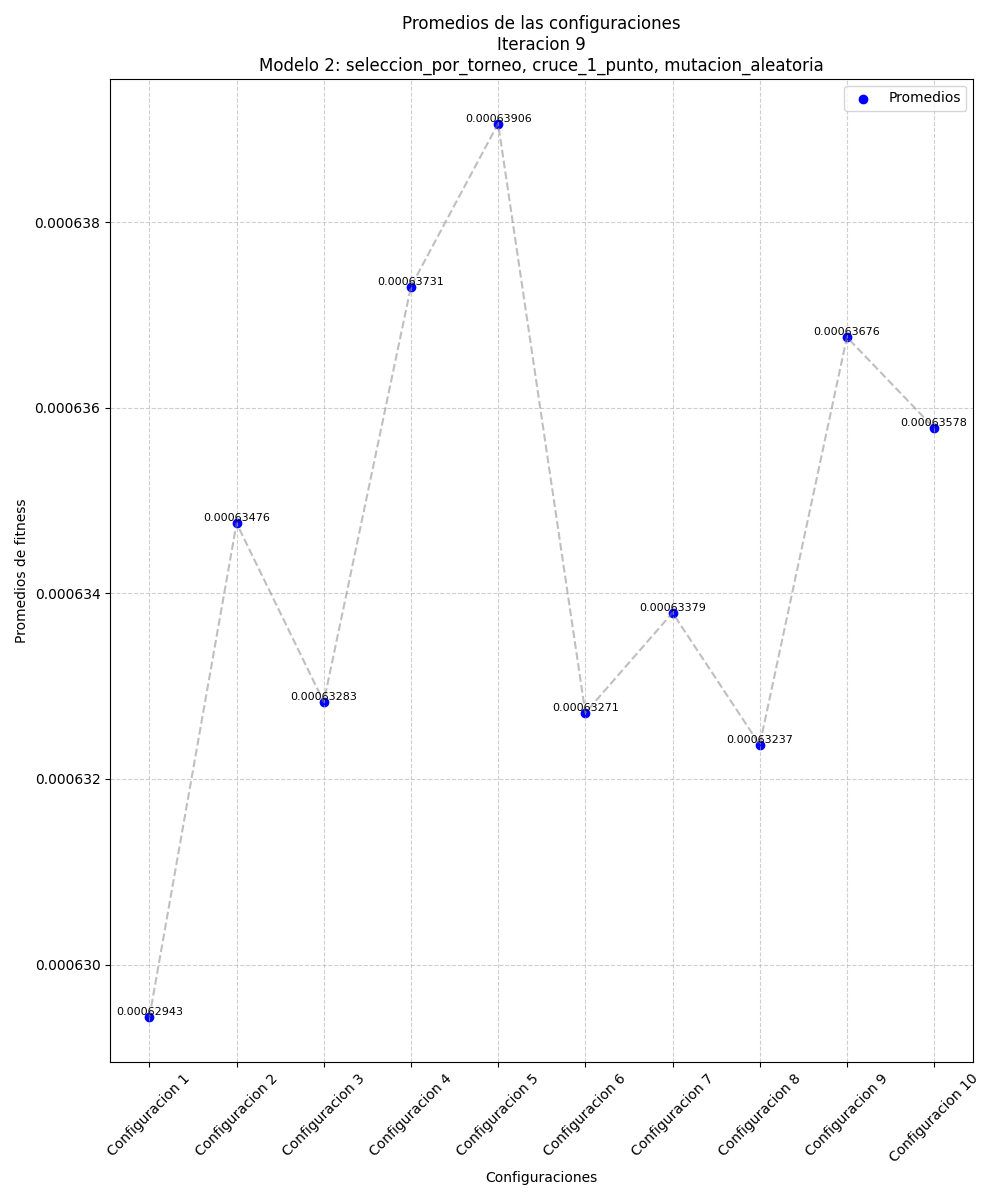 Promedios de las configuraciones
Iteracion 9
Modelo 2: seleccion_por_torneo, cruce_1_punto, mutacion_aleatoria
Promedios
0.00063906
0.000638
0.00063731
0.00063676
0.000636
0.00063578
0.00063476
0.000634
0.00063379
0.00063283
0.00063271
0.00063237
0.000632
0.000630
0.00062943
Promedios de fitness
Configuracion 1
Configuracion 2
Configuracion 3
Configuracion 4
Configuracion 5
Configuracion 6
Configuracion 7
Configuracion 8
Configuracion 9
Configuracion 10
Configuraciones